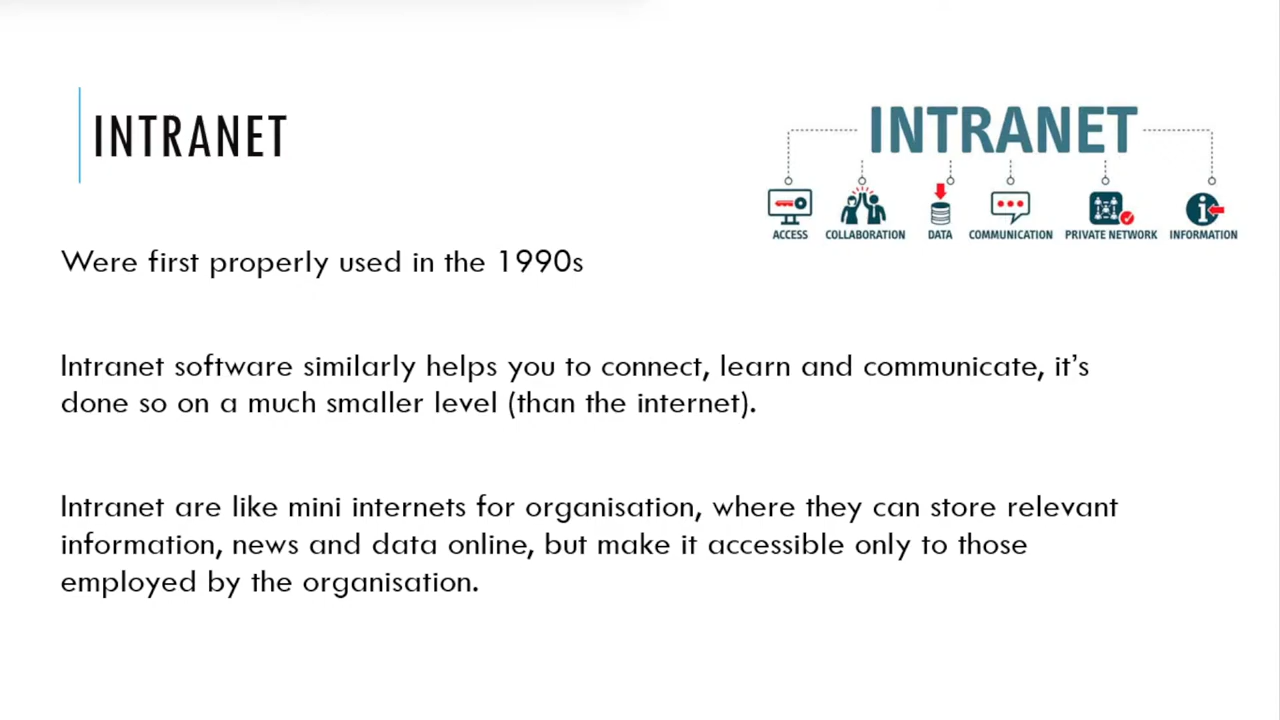 INTRANET
INTRANET
ACCESS COLLABORATION DATA COMMUNICATION PRIVATE NETWORK INFORMATION
Were first properly used in the 1990s
Intranet software similarly helps you to connect, learn and communicate, it’s
done so on a much smaller level (than the internet).
Intranet are like mini internets for organisation, where they can store relevant
information, news and data online, but make it accessible only to those
employed by the organisation.